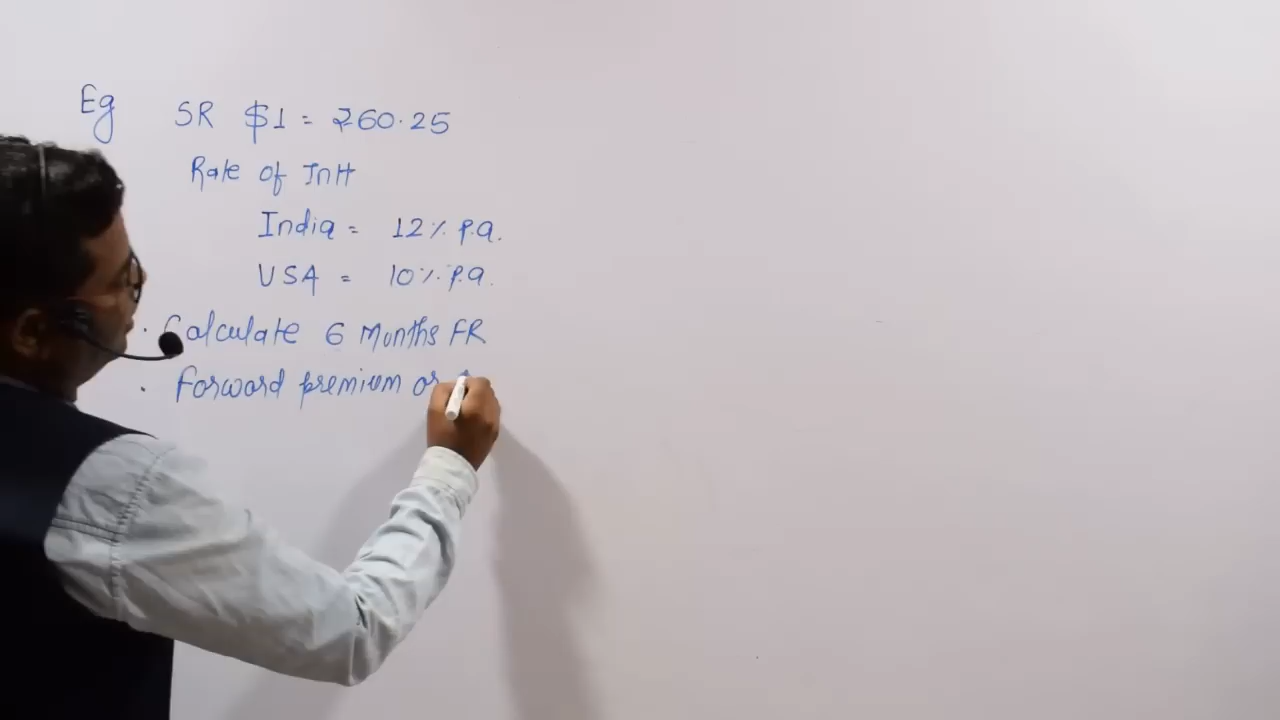 Eg SR $1 = ₹60.25
Rate of Intt
India = 12% p.a.
USA = 10% p.a.
. Calculate 6 Months FR
. Forward premium or